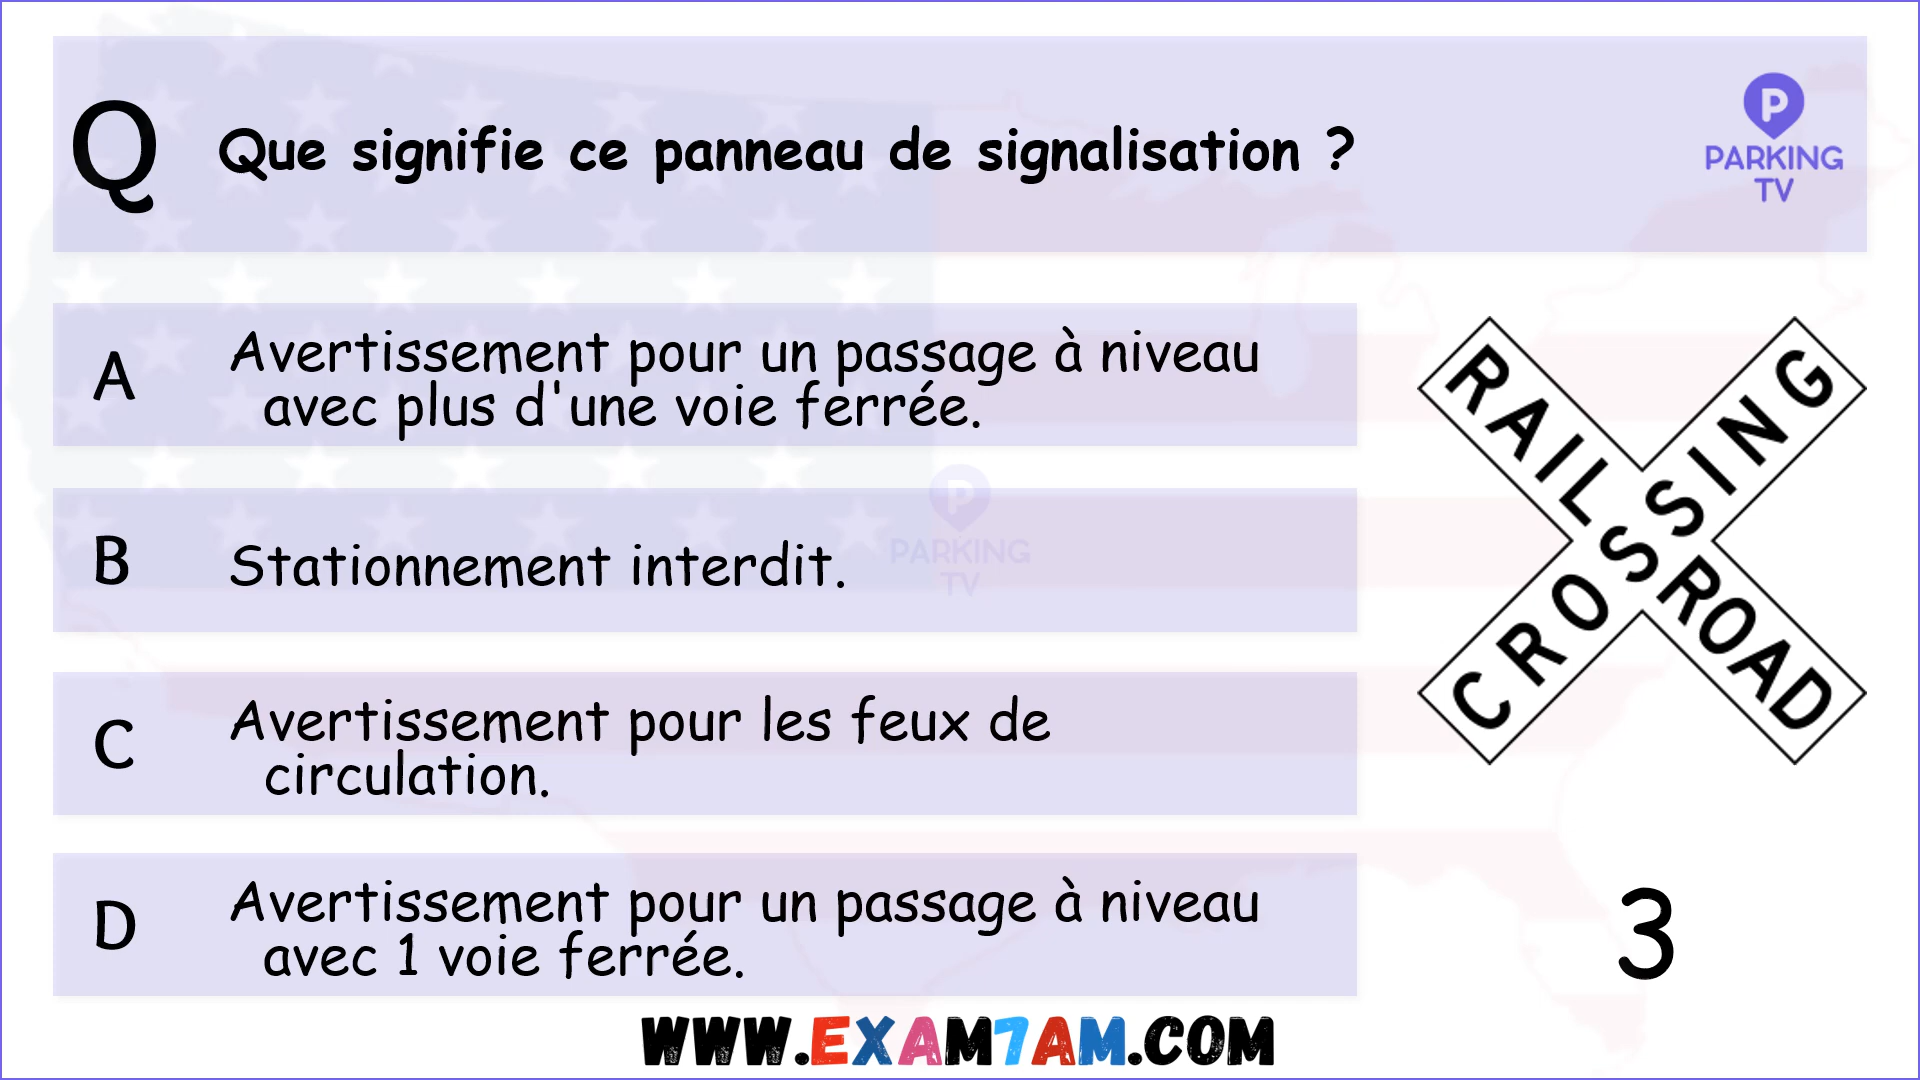 Q
Que signifie ce panneau de signalisation ?
P
PARKING
TV
A
Avertissement pour un passage à niveau
avec plus d'une voie ferrée.
B
Stationnement interdit.
P
PARKING
TV
C
Avertissement pour les feux de
circulation.
D
Avertissement pour un passage à niveau
avec 1 voie ferrée.
RAILROAD
CROSSING
3
WWW.EXAM7AM.COM